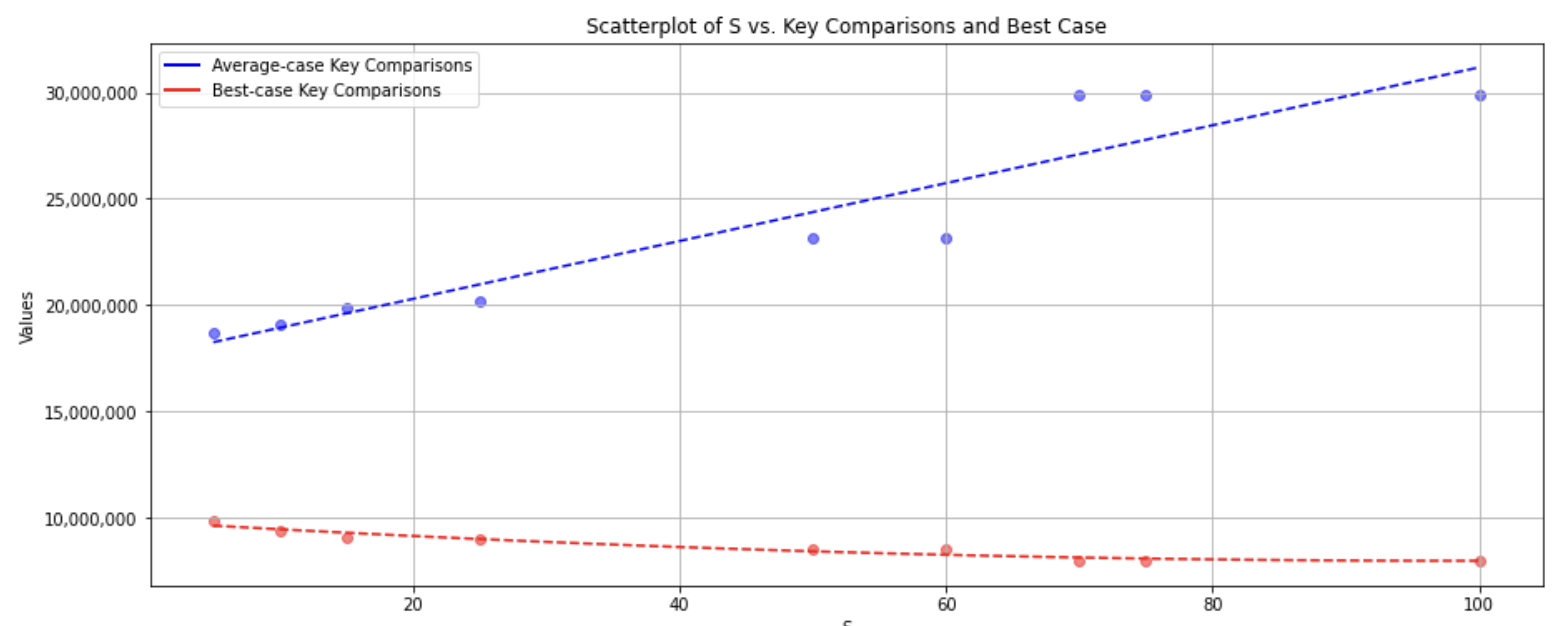 Scatterplot of S vs. Key Comparisons and Best Case
Average-case Key Comparisons
Best-case Key Comparisons
Values
30,000,000
25,000,000
20,000,000
15,000,000
10,000,000
20
40
60
80
100